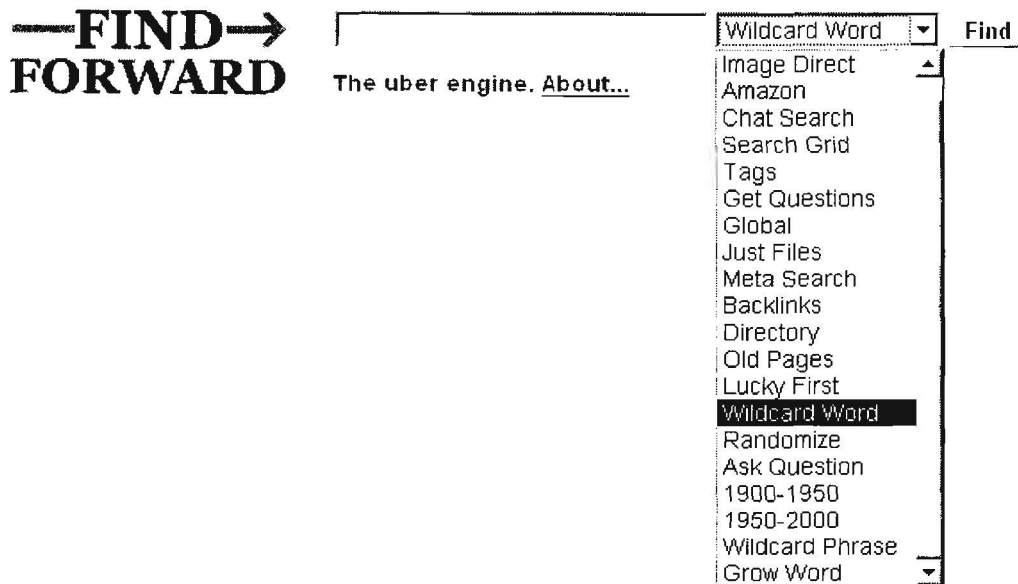 FIND
FORWARD
Wildcard Word
Find
The uber engine. About...
Image Direct
Amazon
Chat Search
Search Grid
Tags
Get Questions
Global
Just Files
Meta Search
Backlinks
Directory
Old Pages
Lucky First
Wildcard Word
Randomize
Ask Question
1900-1950
1950-2000
Wildcard Phrase
Grow Word